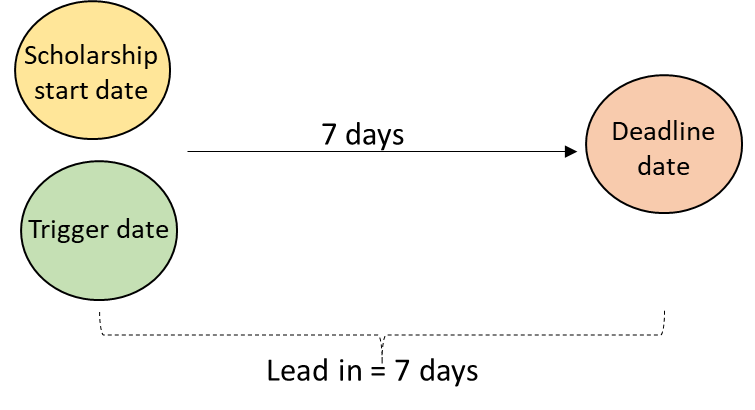 Scholarship
start date
7 days
Deadline
date
Trigger date
Lead in = 7 days